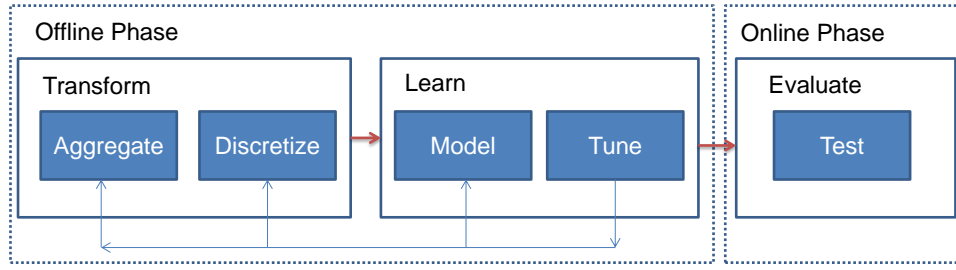 Offline Phase
Online Phase
Transform
Learn
Evaluate
Aggregate
Discretize
Model
Tune
Test